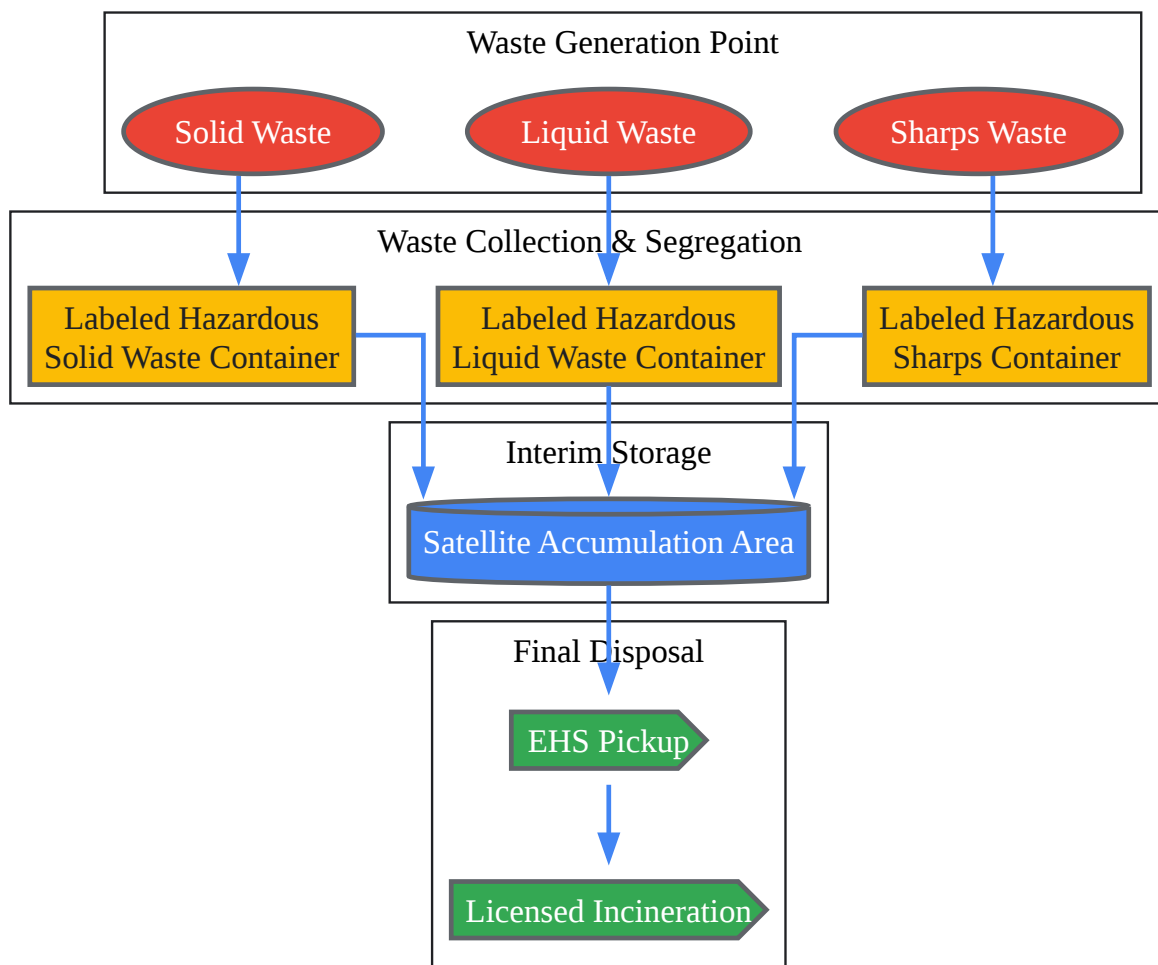 Waste Generation Point
Solid Waste
Liquid Waste
Sharps Waste
Waste Collection & Segregation
Labeled Hazardous
Solid Waste Container
Labeled Hazardous
Liquid Waste Container
Labeled Hazardous
Sharps Container
Interim Storage
Satellite Accumulation Area
Final Disposal
EHS Pickup
Licensed Incineration